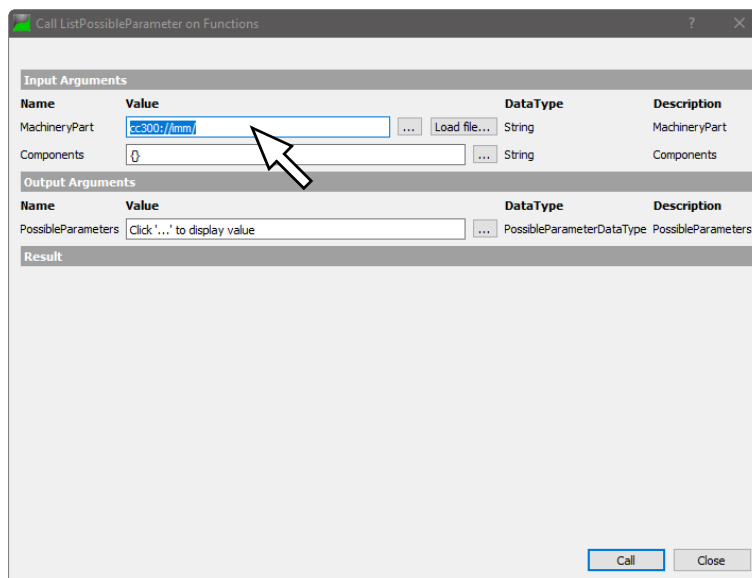 Call ListPossibleParameter on Functions ? ×
Input Arguments
Name Value DataType Description
MachineryPart cc300://imm/ ... Load file... String MachineryPart
Components {} ... String Components
Output Arguments
Name Value DataType Description
PossibleParameters Click '...' to display value ... PossibleParameterDataType PossibleParameters
Result
Call Close